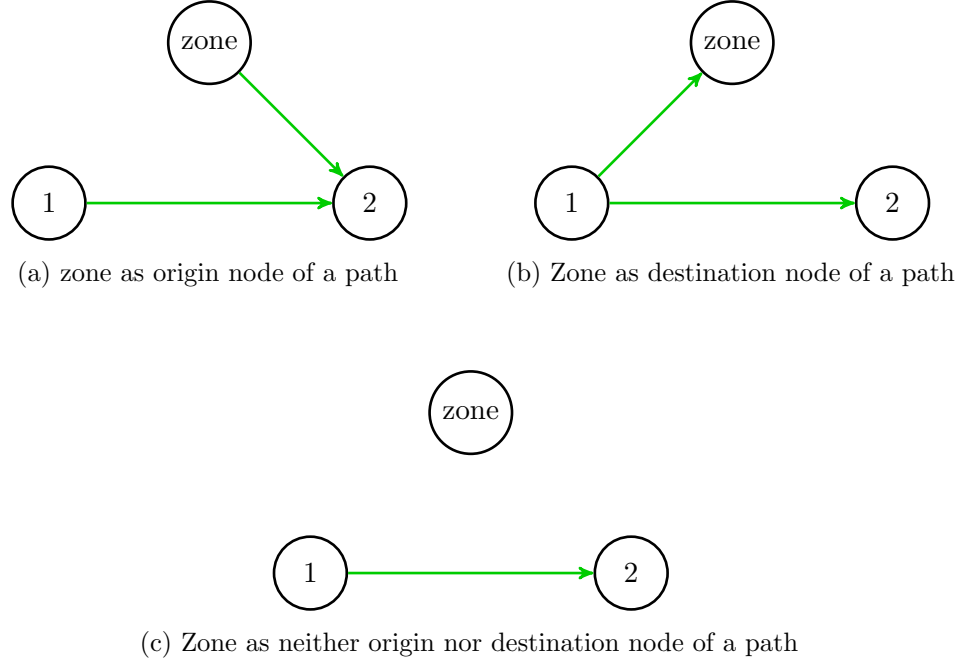 zone
1
2
(a) zone as origin node of a path
zone
1
2
(b) Zone as destination node of a path
zone
1
2
(c) Zone as neither origin nor destination node of a path